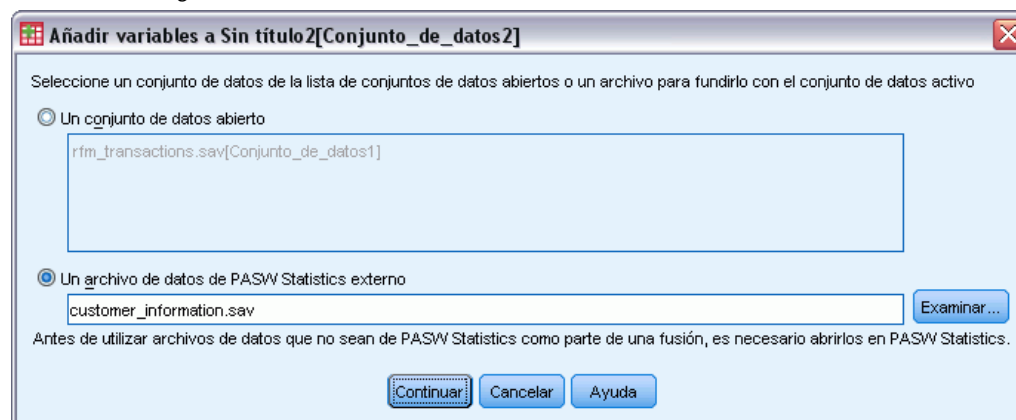 Añadir variables a Sin título2[Conjunto_de_datos2]
Seleccione un conjunto de datos de la lista de conjuntos de datos abiertos o un archivo para fundirlo con el conjunto de datos activo
Un conjunto de datos abierto
rfm_transactions.sav[Conjunto_de_datos1]
Un archivo de datos de PASW Statistics externo
customer_information.sav
Examinar...
Antes de utilizar archivos de datos que no sean de PASW Statistics como parte de una fusión, es necesario abrirlos en PASW Statistics.
Continuar Cancelar Ayuda